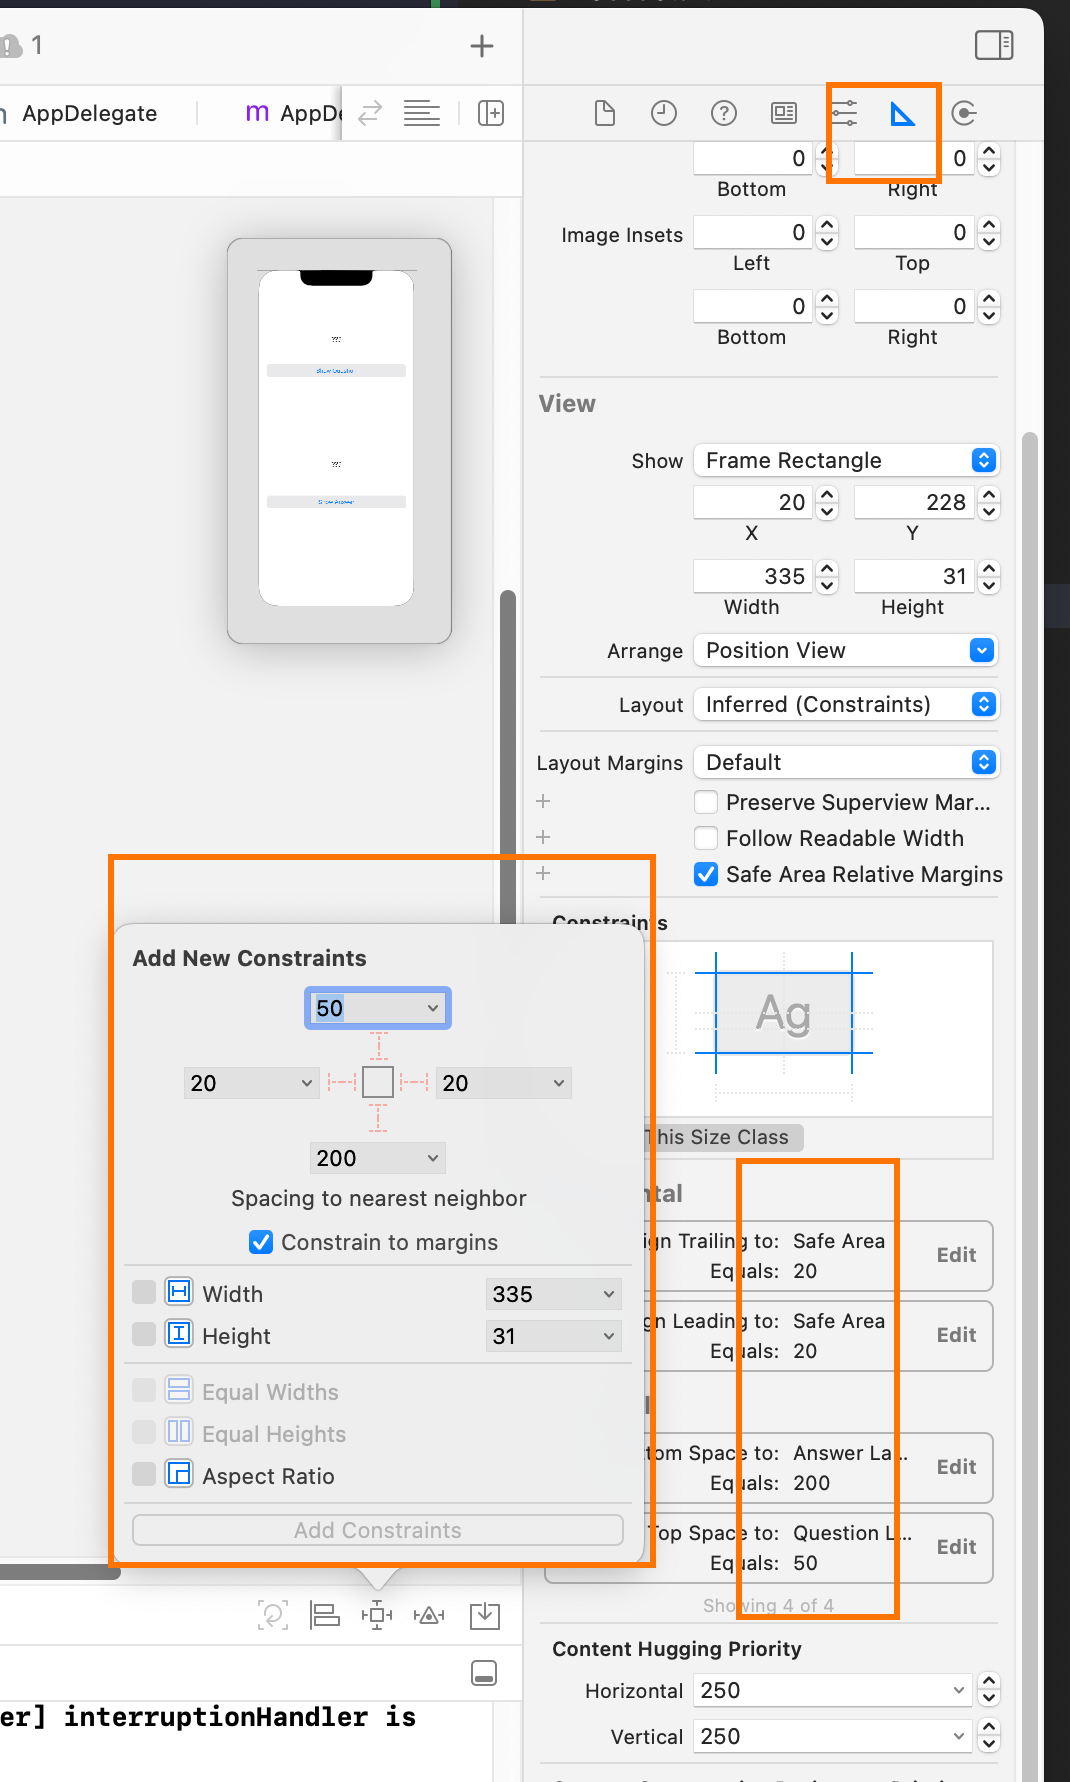 1
AppDelegate
m AppDe
0
0
Bottom
Right
Image Insets
0
0
Left
Top
0
0
Bottom
Right
View
Show
Frame Rectangle
20
228
X
Y
335
31
Width
Height
Arrange
Position View
Layout
Inferred (Constraints)
Layout Margins
Default
Preserve Superview Mar...
Follow Readable Width
Safe Area Relative Margins
Constraints
Ag
This Size Class
ntal
ign Trailing to: Safe Area
Equals: 20
Edit
gn Leading to: Safe Area
Equals: 20
Edit
l
tom Space to: Answer La...
Equals: 200
Edit
Top Space to: Question L...
Equals: 50
Edit
Showing 4 of 4
Content Hugging Priority
Horizontal
250
Vertical
250
Add New Constraints
50
20
20
200
Spacing to nearest neighbor
Constrain to margins
Width
335
Height
31
Equal Widths
Equal Heights
Aspect Ratio
Add Constraints
???
???
Show Answer
er] interruptionHandler is